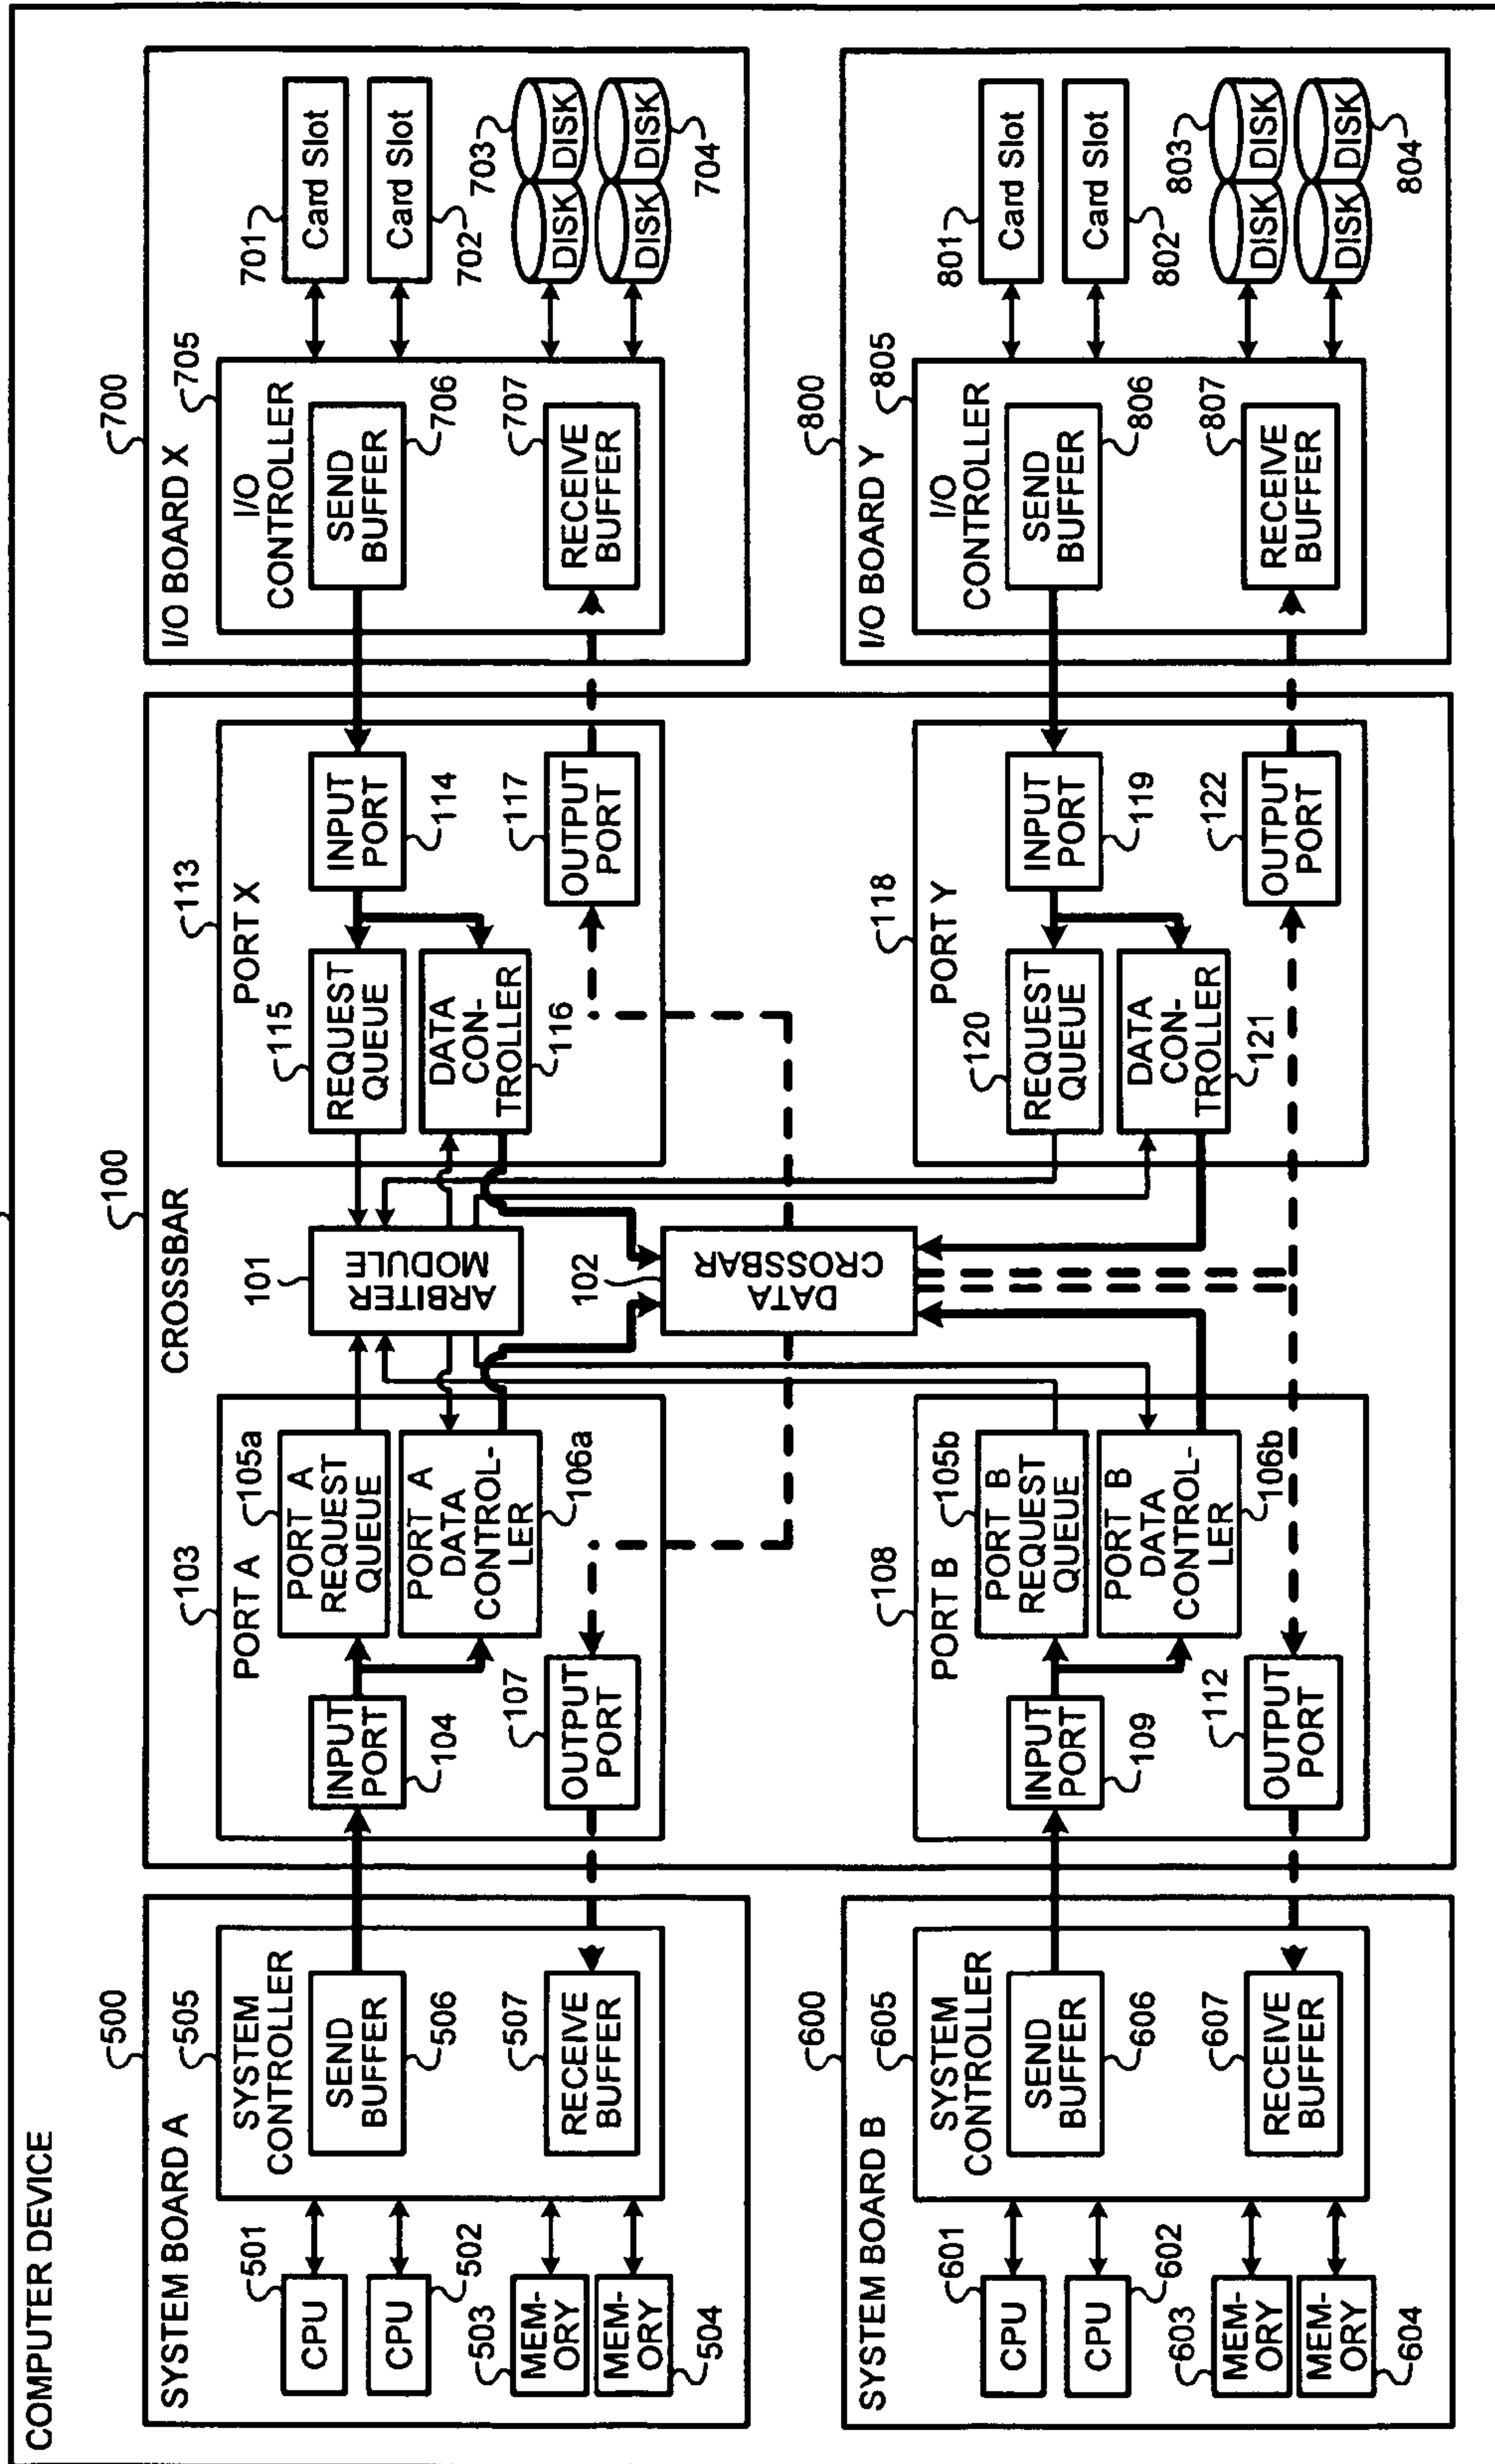 COMPUTER DEVICE
500
SYSTEM BOARD A
505
SYSTEM
CONTROLLER
501
CPU
CPU
502
503
MEM-
ORY
MEM-
ORY
504
SEND
BUFFER
506
507
RECEIVE
BUFFER
100
CROSSBAR
103
PORT A
104
INPUT
PORT
PORT A
REQUEST
QUEUE
105a
PORT A
DATA
CONTROL-
LER
106a
107
OUTPUT
PORT
101
ARBITER
MODULE
102
DATA
CROSSBAR
113
PORT X
115
REQUEST
QUEUE
DATA
CON-
TROLLER
116
INPUT
PORT
114
117
OUTPUT
PORT
700
I/O BOARD X
705
I/O
CONTROLLER
SEND
BUFFER
706
707
RECEIVE
BUFFER
701
Card Slot
Card Slot
702
703
DISK
DISK
DISK
DISK
704
600
SYSTEM BOARD B
605
SYSTEM
CONTROLLER
601
CPU
CPU
602
603
MEM-
ORY
MEM-
ORY
604
SEND
BUFFER
606
607
RECEIVE
BUFFER
108
PORT B
INPUT
PORT
109
PORT B
REQUEST
QUEUE
105b
PORT B
DATA
CONTROL-
LER
106b
112
OUTPUT
PORT
118
PORT Y
120
REQUEST
QUEUE
DATA
CON-
TROLLER
121
INPUT
PORT
119
122
OUTPUT
PORT
800
I/O BOARD Y
805
I/O
CONTROLLER
SEND
BUFFER
806
807
RECEIVE
BUFFER
801
Card Slot
Card Slot
802
803
DISK
DISK
DISK
DISK
804